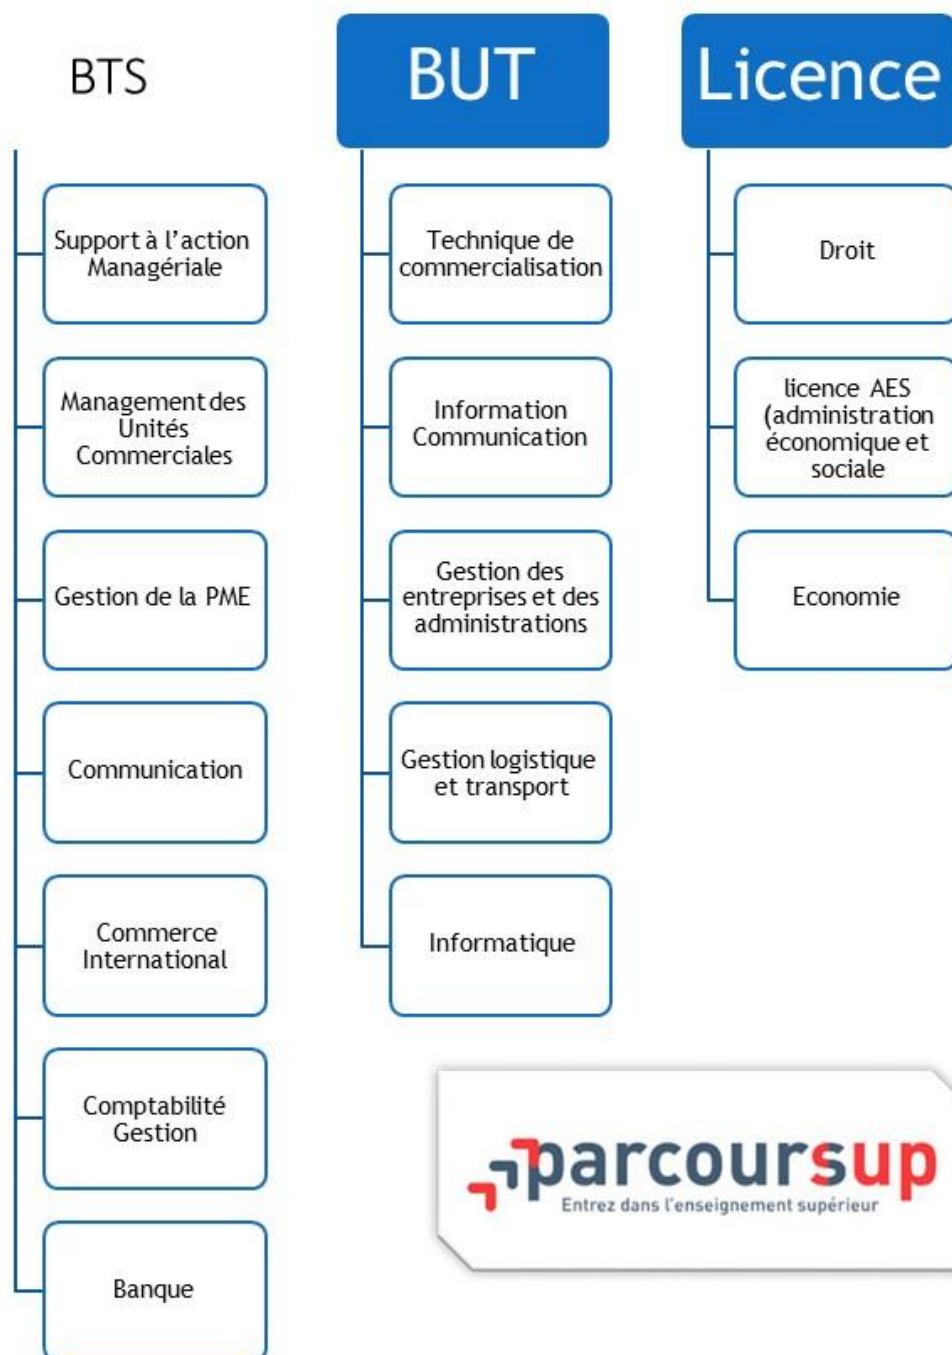 BTS
Support à l'action
Managériale
Management des
Unités
Commerciales
Gestion de la PME
Communication
Commerce
International
Comptabilité
Gestion
Banque
BUT
Technique de
commercialisation
Information
Communication
Gestion des
entreprises et des
administrations
Gestion logistique
et transport
Informatique
Licence
Droit
licence AES
(administration
économique et
sociale
Economie
parcoursup
Entrez dans l'enseignement supérieur